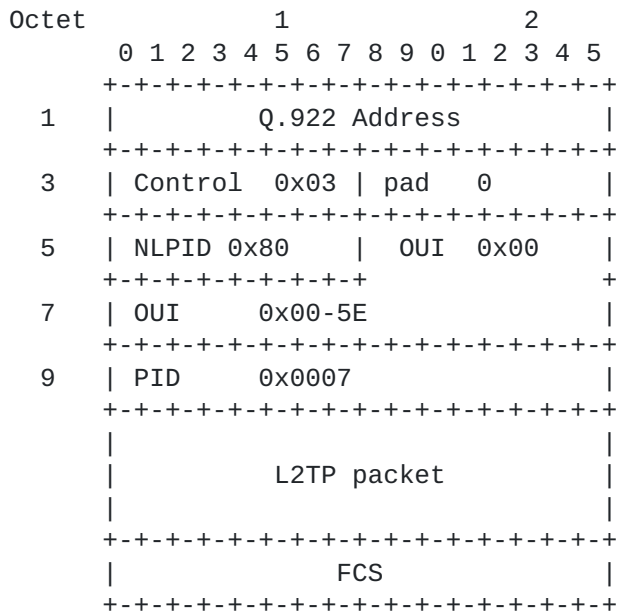 Octet            1               2
       0 1 2 3 4 5 6 7 8 9 0 1 2 3 4 5
      +-+-+-+-+-+-+-+-+-+-+-+-+-+-+-+-+
  1   |         Q.922 Address         |
      +-+-+-+-+-+-+-+-+-+-+-+-+-+-+-+-+
  3   | Control  0x03 | pad   0       |
      +-+-+-+-+-+-+-+-+-+-+-+-+-+-+-+-+
  5   | NLPID 0x80    |  OUI  0x00    |
      +-+-+-+-+-+-+-+-+               +
  7   | OUI     0x00-5E               |
      +-+-+-+-+-+-+-+-+-+-+-+-+-+-+-+-+
  9   | PID     0x0007                |
      +-+-+-+-+-+-+-+-+-+-+-+-+-+-+-+-+
      |                               |
      |          L2TP packet          |
      |                               |
      +-+-+-+-+-+-+-+-+-+-+-+-+-+-+-+-+
      |              FCS              |
      +-+-+-+-+-+-+-+-+-+-+-+-+-+-+-+-+